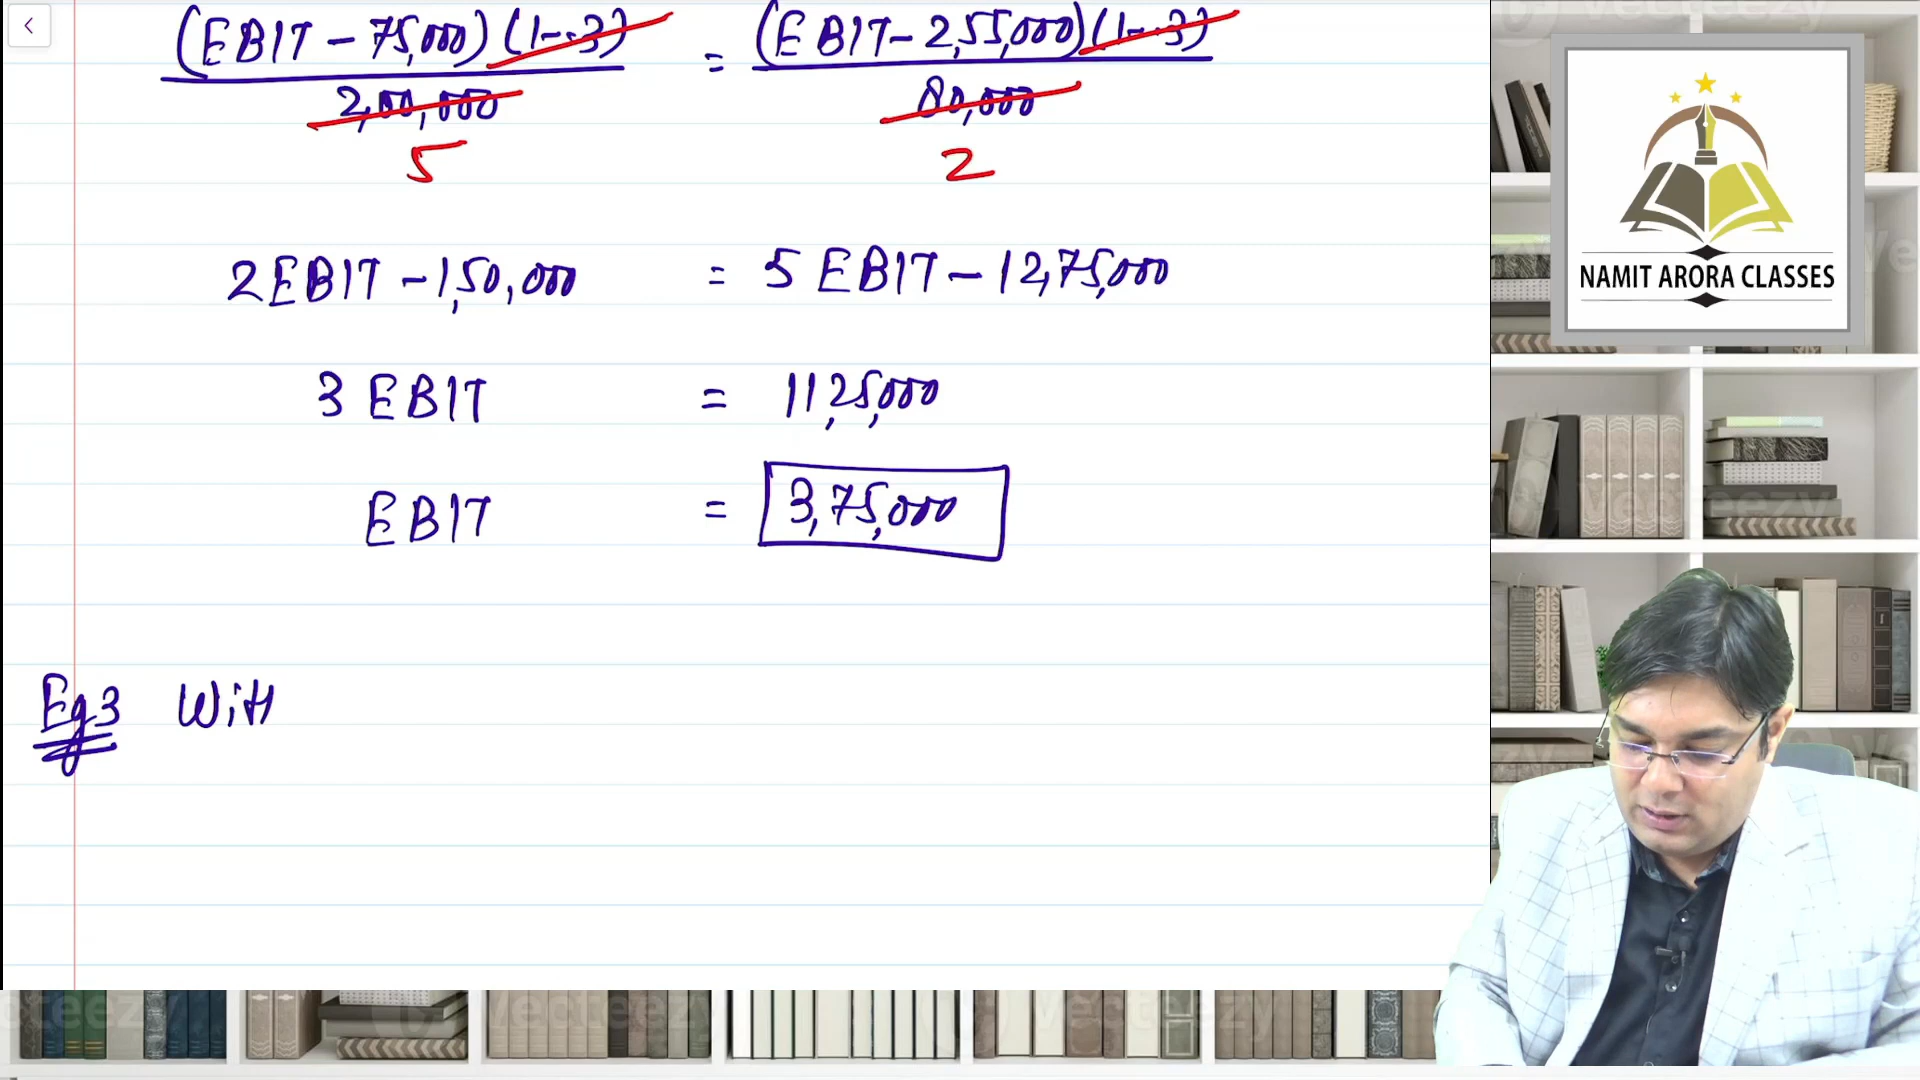 (EBIT - 75,000) (1-.3) = (EBIT - 2,55,000) (1-.3)
2,00,000 80,000
5 2
2EBIT - 1,50,000 = 5 EBIT - 12,75,000
3 EBIT = 11,25,000
EBIT = 3,75,000
Eg3 With
NAMIT ARORA CLASSES
Vecteezy